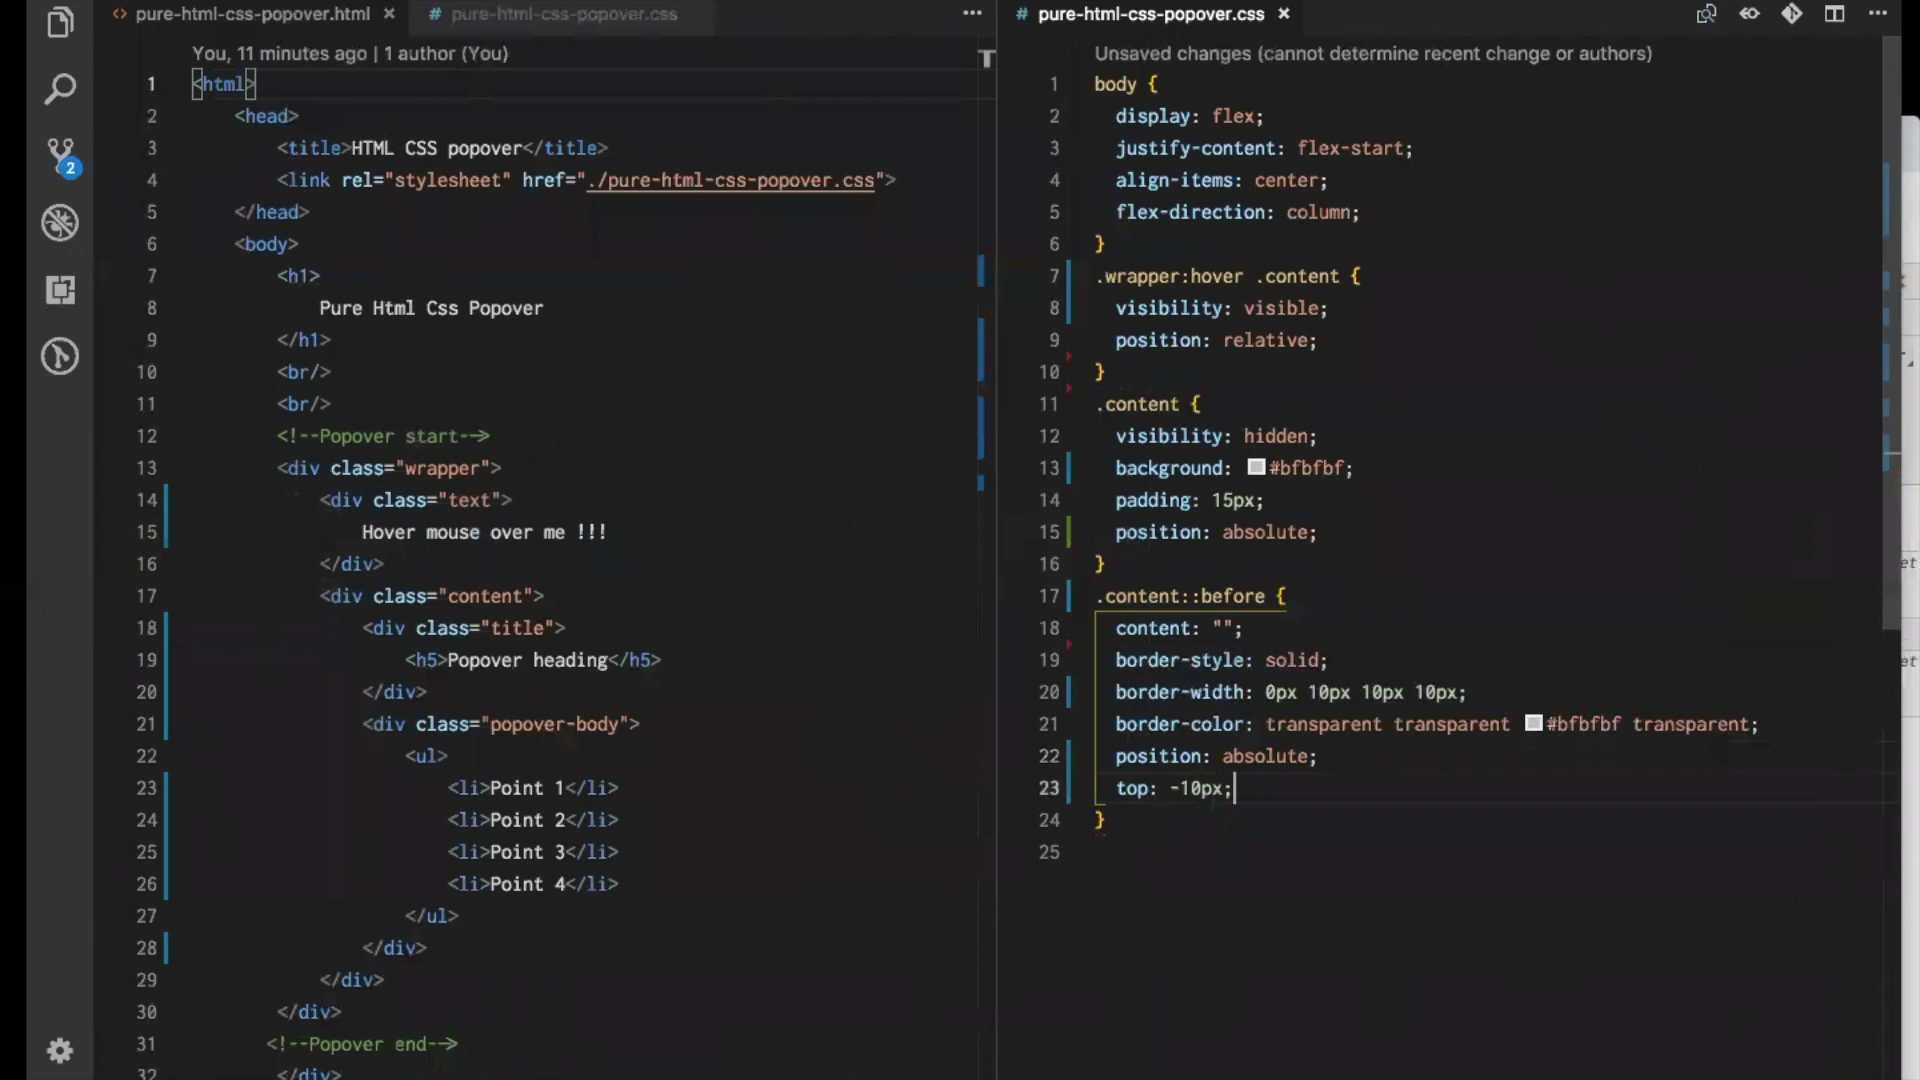 pure-html-css-popover.html
# pure-html-css-popover.css
You, 11 minutes ago | 1 author (You)
1 <html>
2 <head>
3 <title>HTML CSS popover</title>
4 <link rel="stylesheet" href="./pure-html-css-popover.css">
5 </head>
6 <body>
7 <h1>
8 Pure Html Css Popover
9 </h1>
10 <br/>
11 <br/>
12 <!--Popover start-->
13 <div class="wrapper">
14 <div class="text">
15 Hover mouse over me !!!
16 </div>
17 <div class="content">
18 <div class="title">
19 <h5>Popover heading</h5>
20 </div>
21 <div class="popover-body">
22 <ul>
23 <li>Point 1</li>
24 <li>Point 2</li>
25 <li>Point 3</li>
26 <li>Point 4</li>
27 </ul>
28 </div>
29 </div>
30 </div>
31 <!--Popover end-->
32 </div>
2
# pure-html-css-popover.css
Unsaved changes (cannot determine recent change or authors)
1 body {
2 display: flex;
3 justify-content: flex-start;
4 align-items: center;
5 flex-direction: column;
6 }
7 .wrapper:hover .content {
8 visibility: visible;
9 position: relative;
10 }
11 .content {
12 visibility: hidden;
13 background: #bfbfbf;
14 padding: 15px;
15 position: absolute;
16 }
17 .content::before {
18 content: "";
19 border-style: solid;
20 border-width: 0px 10px 10px 10px;
21 border-color: transparent transparent #bfbfbf transparent;
22 position: absolute;
23 top: -10px;
24 }
25
et
et